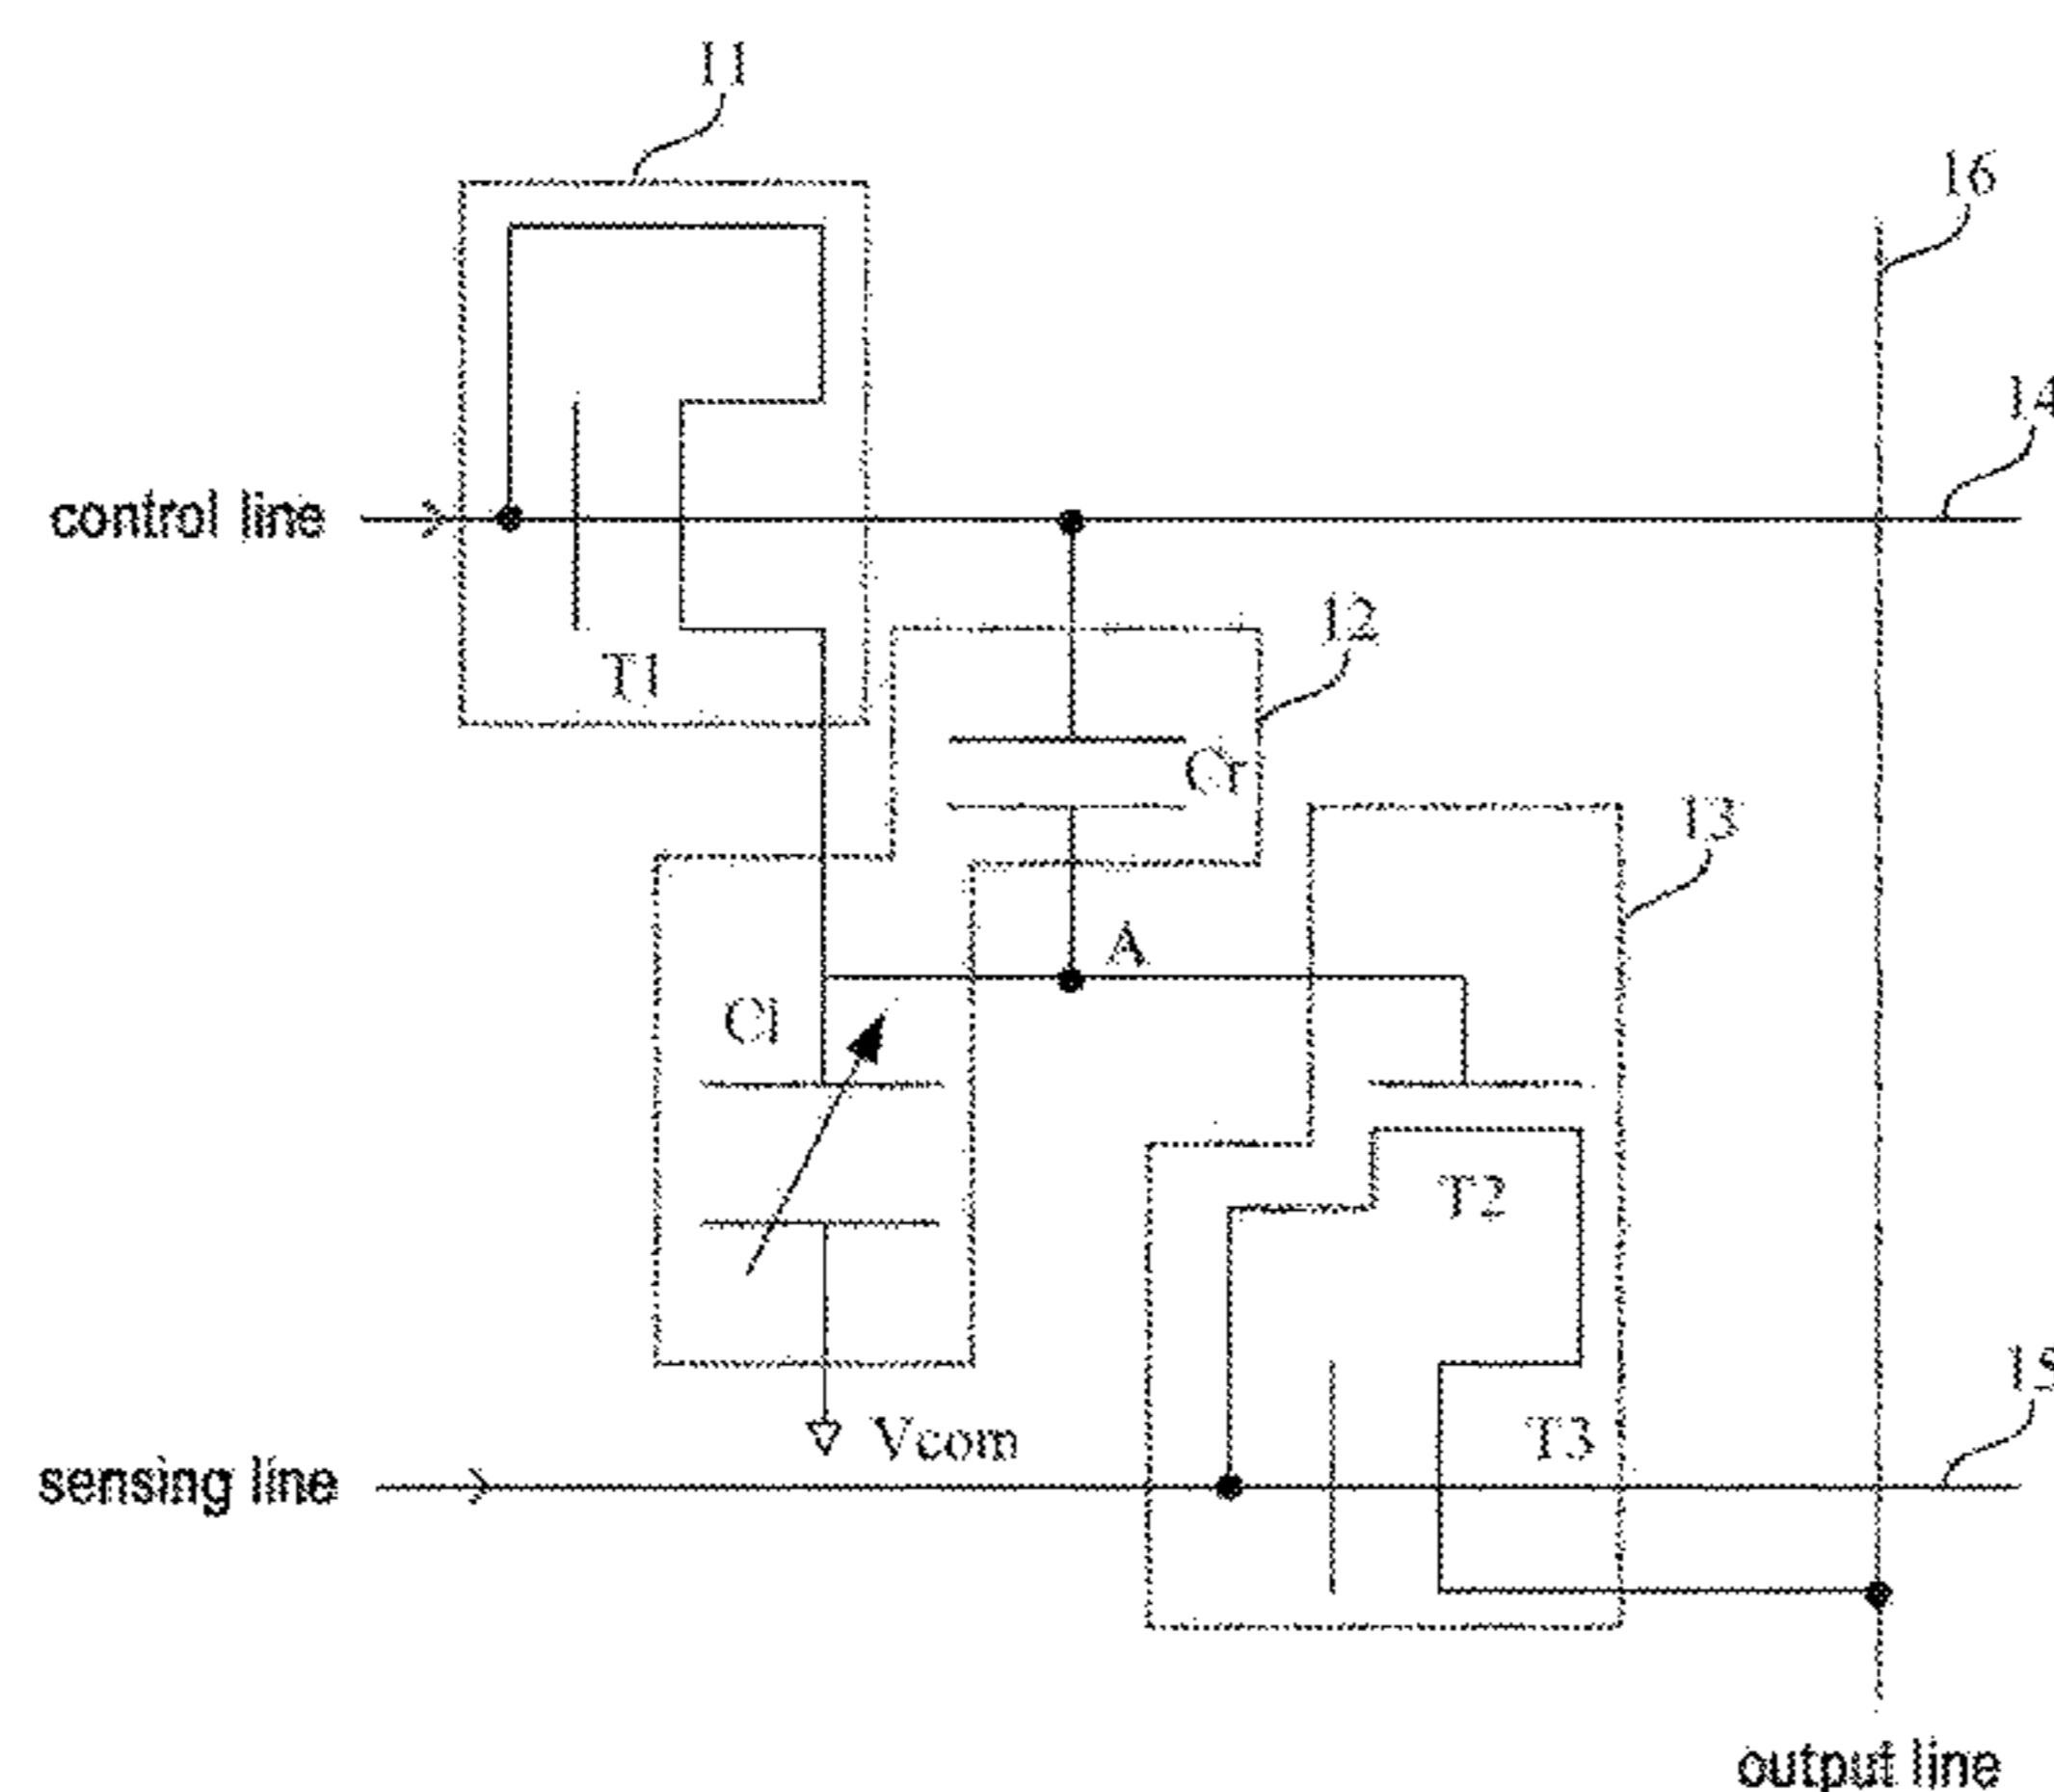 11
16
14
control line
12
T1
Cr
13
A
Cl
T2
15
T3
Vcom
sensing line
output line